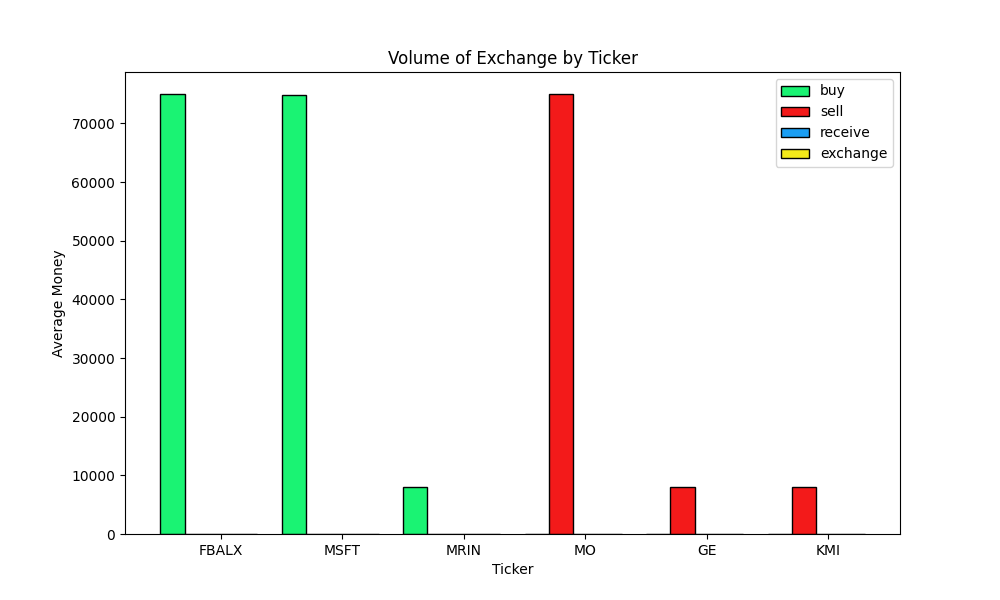 Volume of Exchange by Ticker
buy
sell
receive
exchange
70000
60000
50000
40000
30000
20000
10000
0
Average Money
FBALX MSFT MRIN MO GE KMI
Ticker